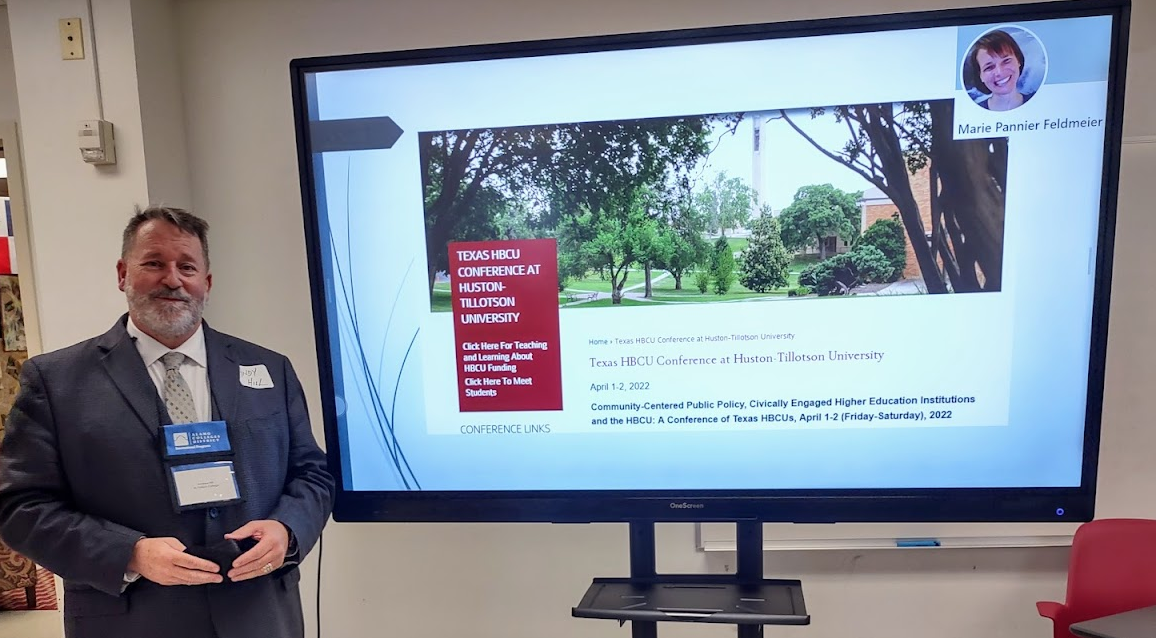 Marie Pannier Feldmeier
TEXAS HBCU
CONFERENCE AT
HUSTON-
TILLOTSON
UNIVERSITY
Click Here For Teaching
and Learning About
HBCU Funding
Click Here To Meet
Students
CONFERENCE LINKS
Home › Texas HBCU Conference at Huston-Tillotson University
Texas HBCU Conference at Huston-Tillotson University
April 1-2, 2022
Community-Centered Public Policy, Civically Engaged Higher Education Institutions
and the HBCU: A Conference of Texas HBCUs, April 1-2 (Friday-Saturday), 2022
OneScreen
ALAMO
COLLEGES
DISTRICT